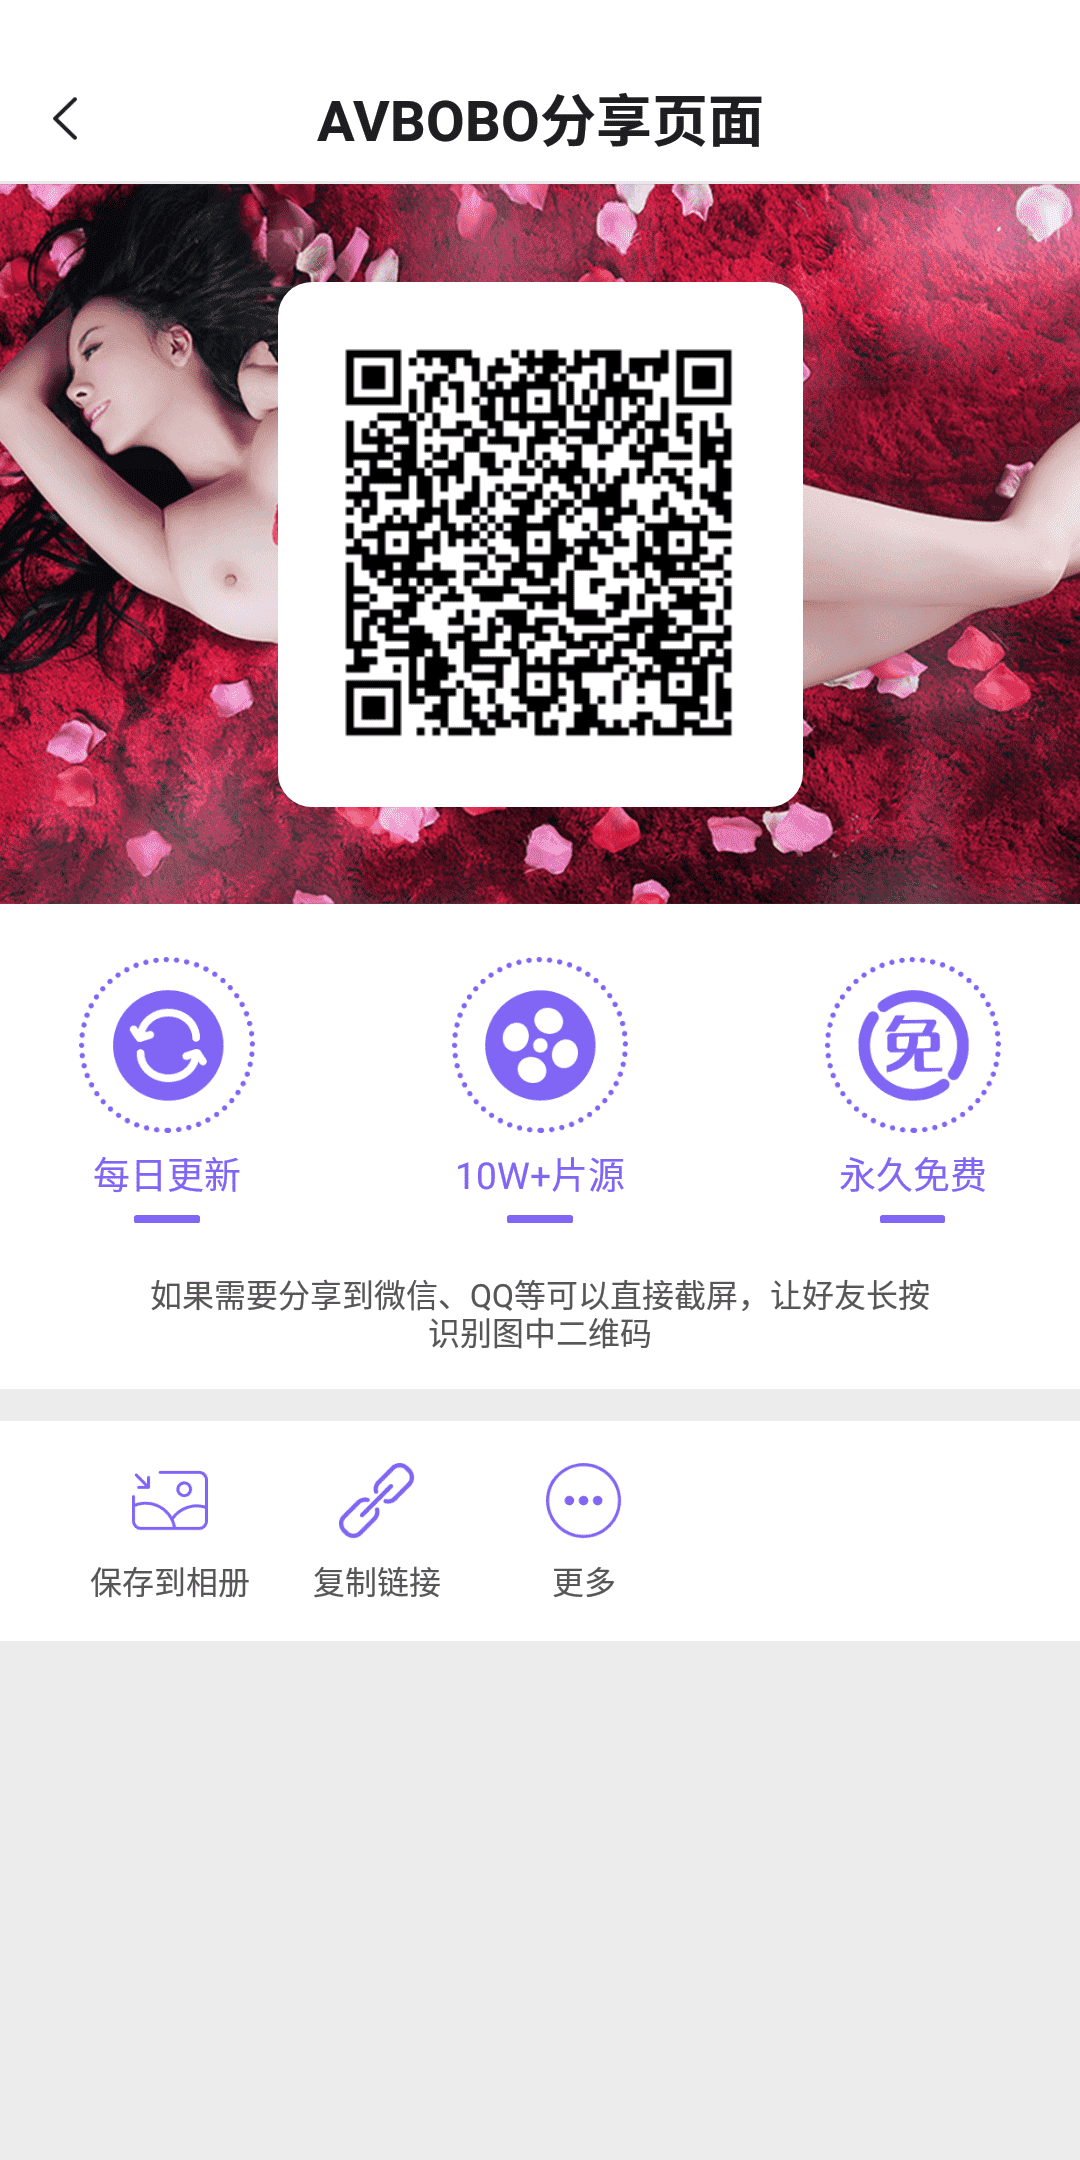 AVBOBO分享页面
免
每日更新
10W+片源
永久免费
如果需要分享到微信、QQ等可以直接截屏，让好友长按
识别图中二维码
保存到相册
复制链接
更多